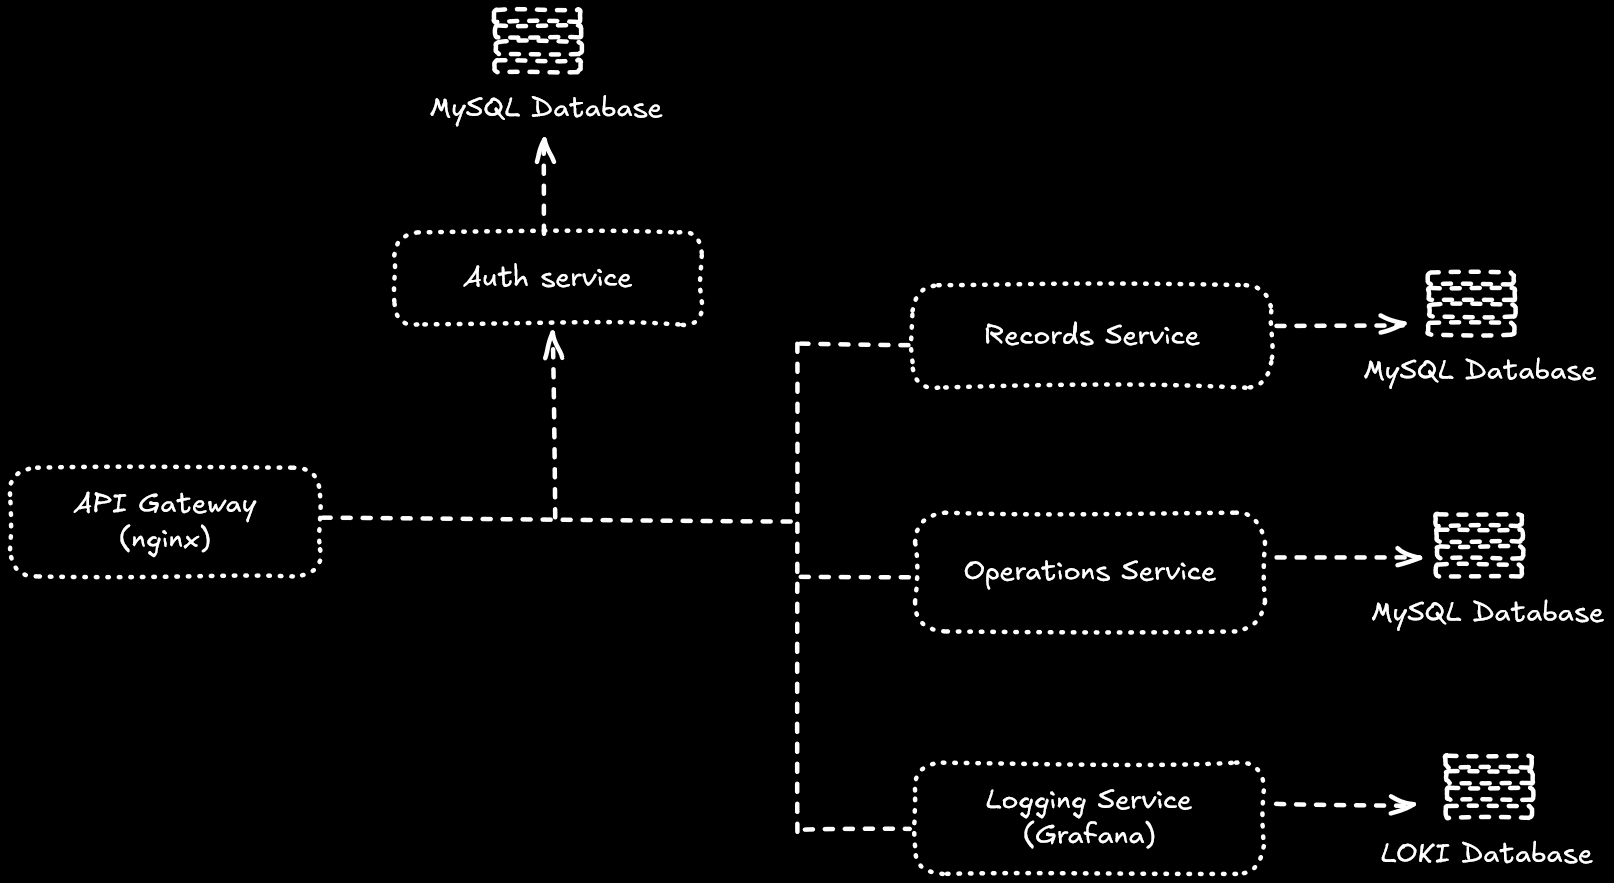 MySQL Database
Auth service
Records Service
MySQL Database
API Gateway
(nginx)
Operations Service
MySQL Database
Logging Service
(Grafana)
LOKI Database